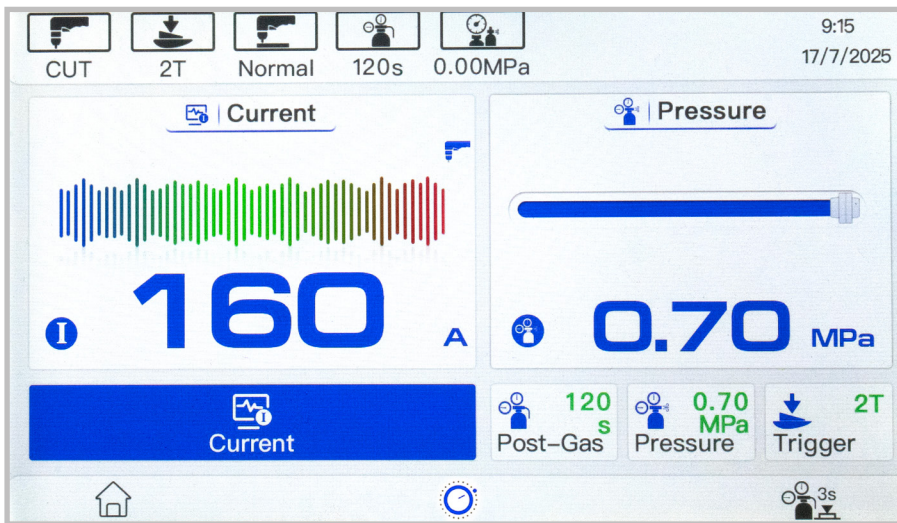 CUT 2T Normal 120s 0.00MPa
9:15
17/7/2025
Current
160 A
I
Pressure
0.70 MPa
Current
120 s
Post-Gas
0.70 MPa
Pressure
2T
Trigger
3s